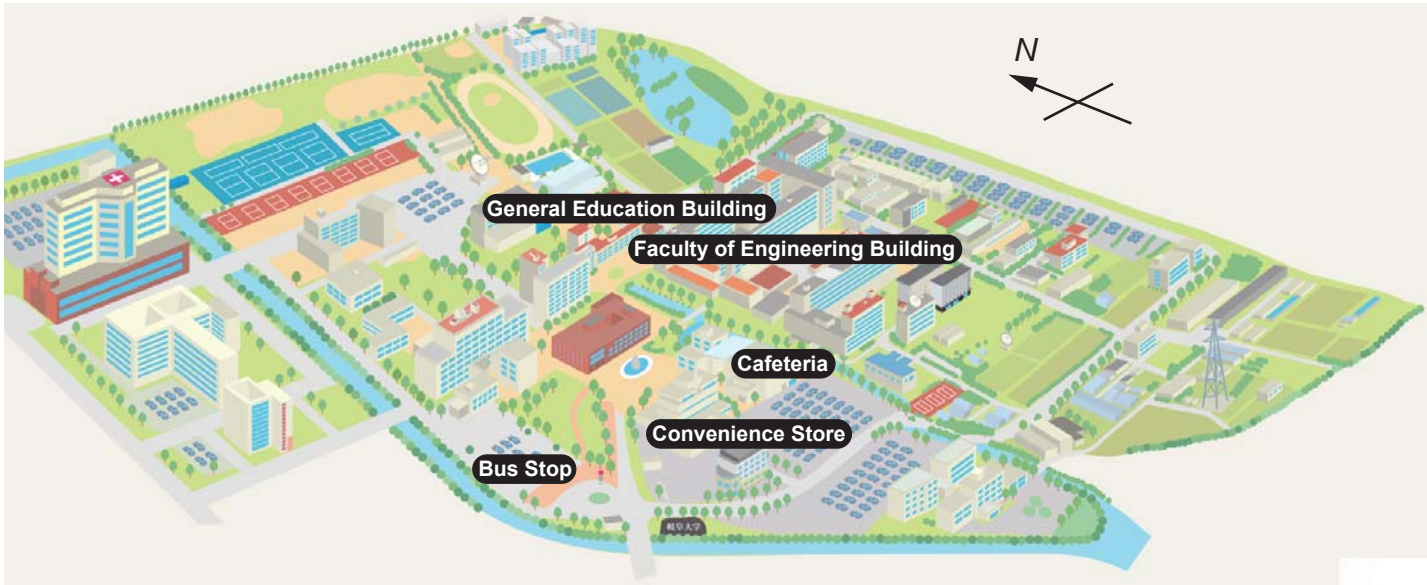 N
General Education Building
Faculty of Engineering Building
Cafeteria
Convenience Store
Bus Stop
岐阜大学